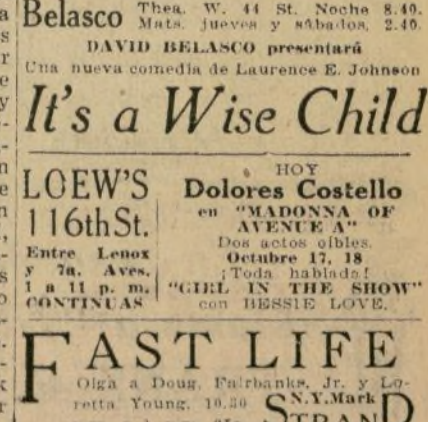 Belasco Thea. W. 44 St. Noche 8.40.
Mats. jueves y sábados, 2.40.
DAVID BELASCO presentará
Una nueva comedia de Laurence E. Johnson
It's a Wise Child
LOEW'S
116th St.
Entre Lenox
y 7a. Aves.
1 a 11 p. m.
CONTINUAS
HOY
Dolores Costello
en "MADONNA OF
AVENUE A"
Dos actos oíbles.
Octubre 17, 18
¡Toda hablada!
"GIRL IN THE SHOW"
con BESSIE LOVE.
FAST LIFE
Olga a Doug. Fairbanks, Jr. y Lo-
retta Young. 10.30
N.Y. Mark
STRAND